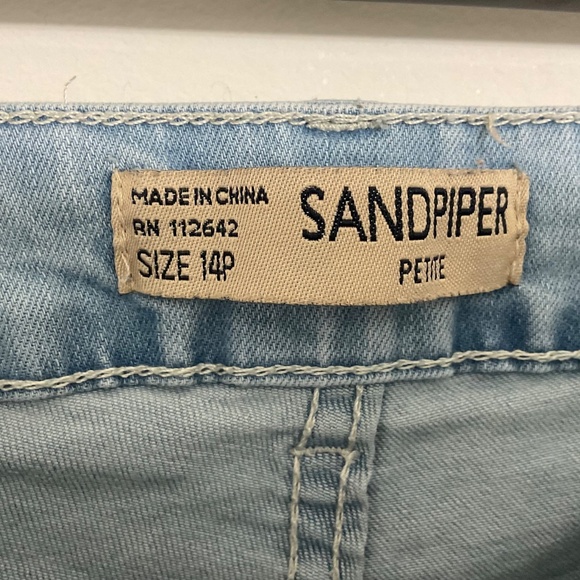 MADE IN CHINA
RN 112642
SIZE 14P
SANDPIPER
PETITE